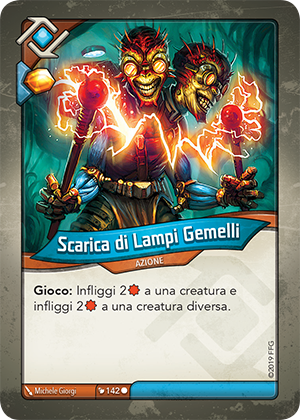 Scarica di Lampi Gemelli
AZIONE
Gioco: Infliggi 2 a una creatura e
infliggi 2 a una creatura diversa.
©2019 FFG
Michele Giorgi
142